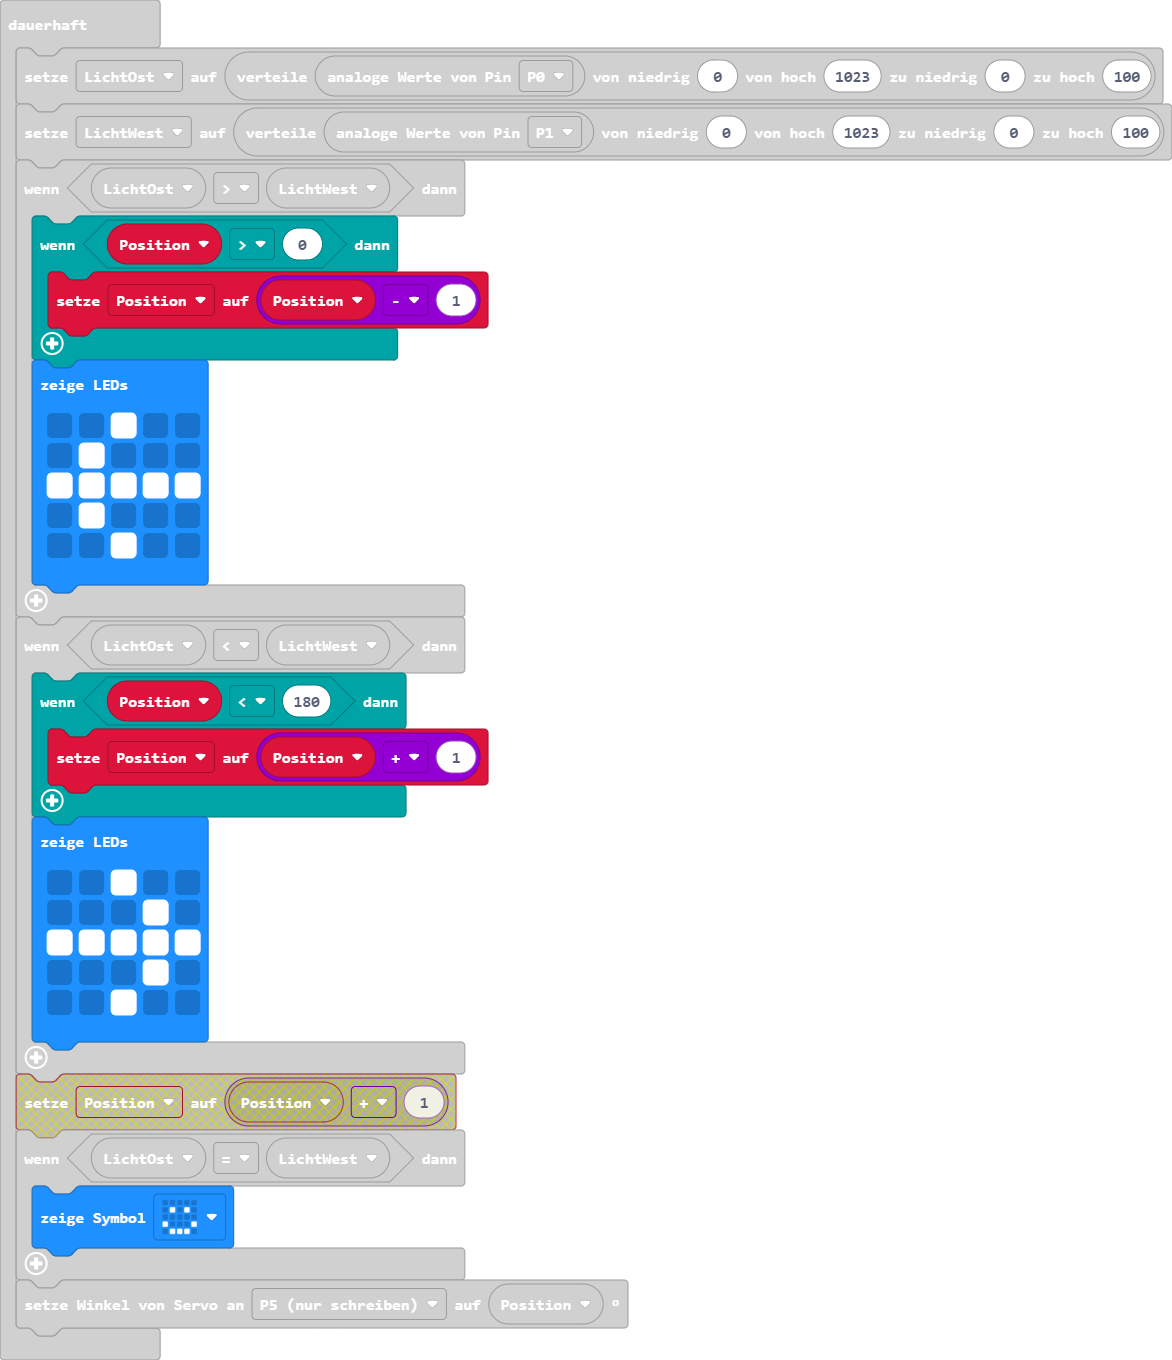 dauerhaft
setze LichtOst auf verteile analoge Werte von Pin P0 von niedrig 0 von hoch 1023 zu niedrig 0 zu hoch 100
setze LichtWest auf verteile analoge Werte von Pin P1 von niedrig 0 von hoch 1023 zu niedrig 0 zu hoch 100
wenn LichtOst > LichtWest dann
wenn Position > 0 dann
setze Position auf Position - 1
zeige LEDs
wenn LichtOst < LichtWest dann
wenn Position < 180 dann
setze Position auf Position + 1
zeige LEDs
setze Position auf Position + 1
wenn LichtOst = LichtWest dann
zeige Symbol
setze Winkel von Servo an P5 (nur schreiben) auf Position °